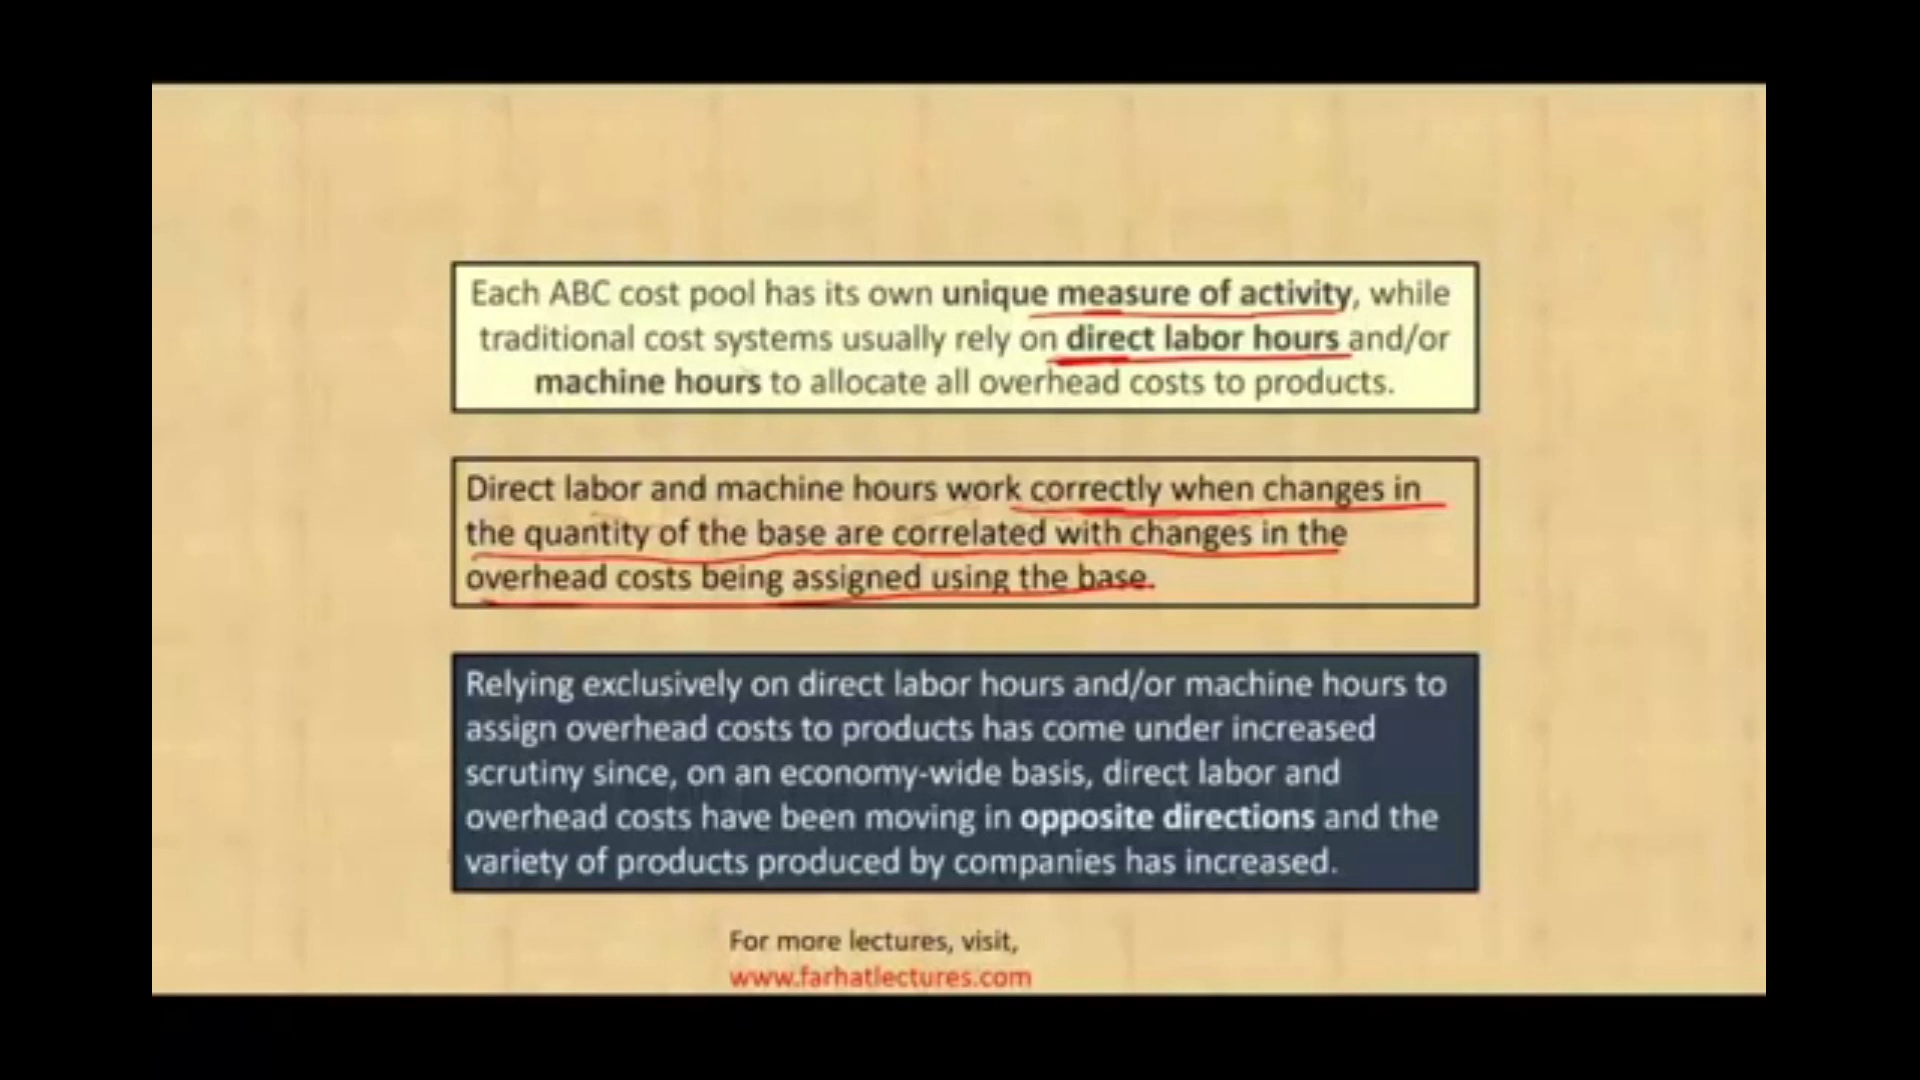 Each ABC cost pool has its own unique measure of activity, while
traditional cost systems usually rely on direct labor hours and/or
machine hours to allocate all overhead costs to products.
Direct labor and machine hours work correctly when changes in
the quantity of the base are correlated with changes in the
overhead costs being assigned using the base.
Relying exclusively on direct labor hours and/or machine hours to
assign overhead costs to products has come under increased
scrutiny since, on an economy-wide basis, direct labor and
overhead costs have been moving in opposite directions and the
variety of products produced by companies has increased.
For more lectures, visit,
www.farhatlectures.com